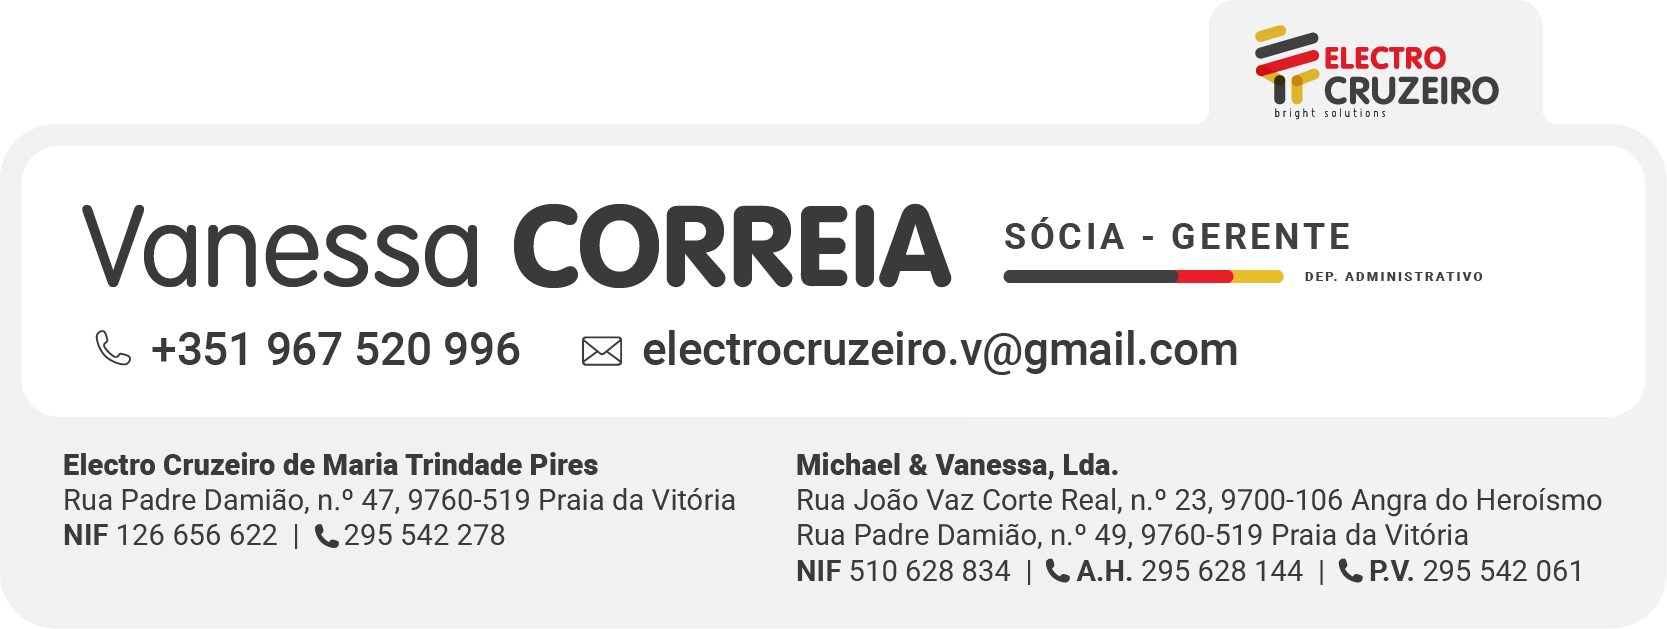 ELECTRO
CRUZEIRO
bright solutions
Vanessa CORREIA
SÓCIA - GERENTE
DEP. ADMINISTRATIVO
+351 967 520 996
electrocruzeiro.v@gmail.com
Electro Cruzeiro de Maria Trindade Pires
Rua Padre Damião, n.º 47, 9760-519 Praia da Vitória
NIF 126 656 622 | 295 542 278
Michael & Vanessa, Lda.
Rua João Vaz Corte Real, n.º 23, 9700-106 Angra do Heroísmo
Rua Padre Damião, n.º 49, 9760-519 Praia da Vitória
NIF 510 628 834 | A.H. 295 628 144 | P.V. 295 542 061